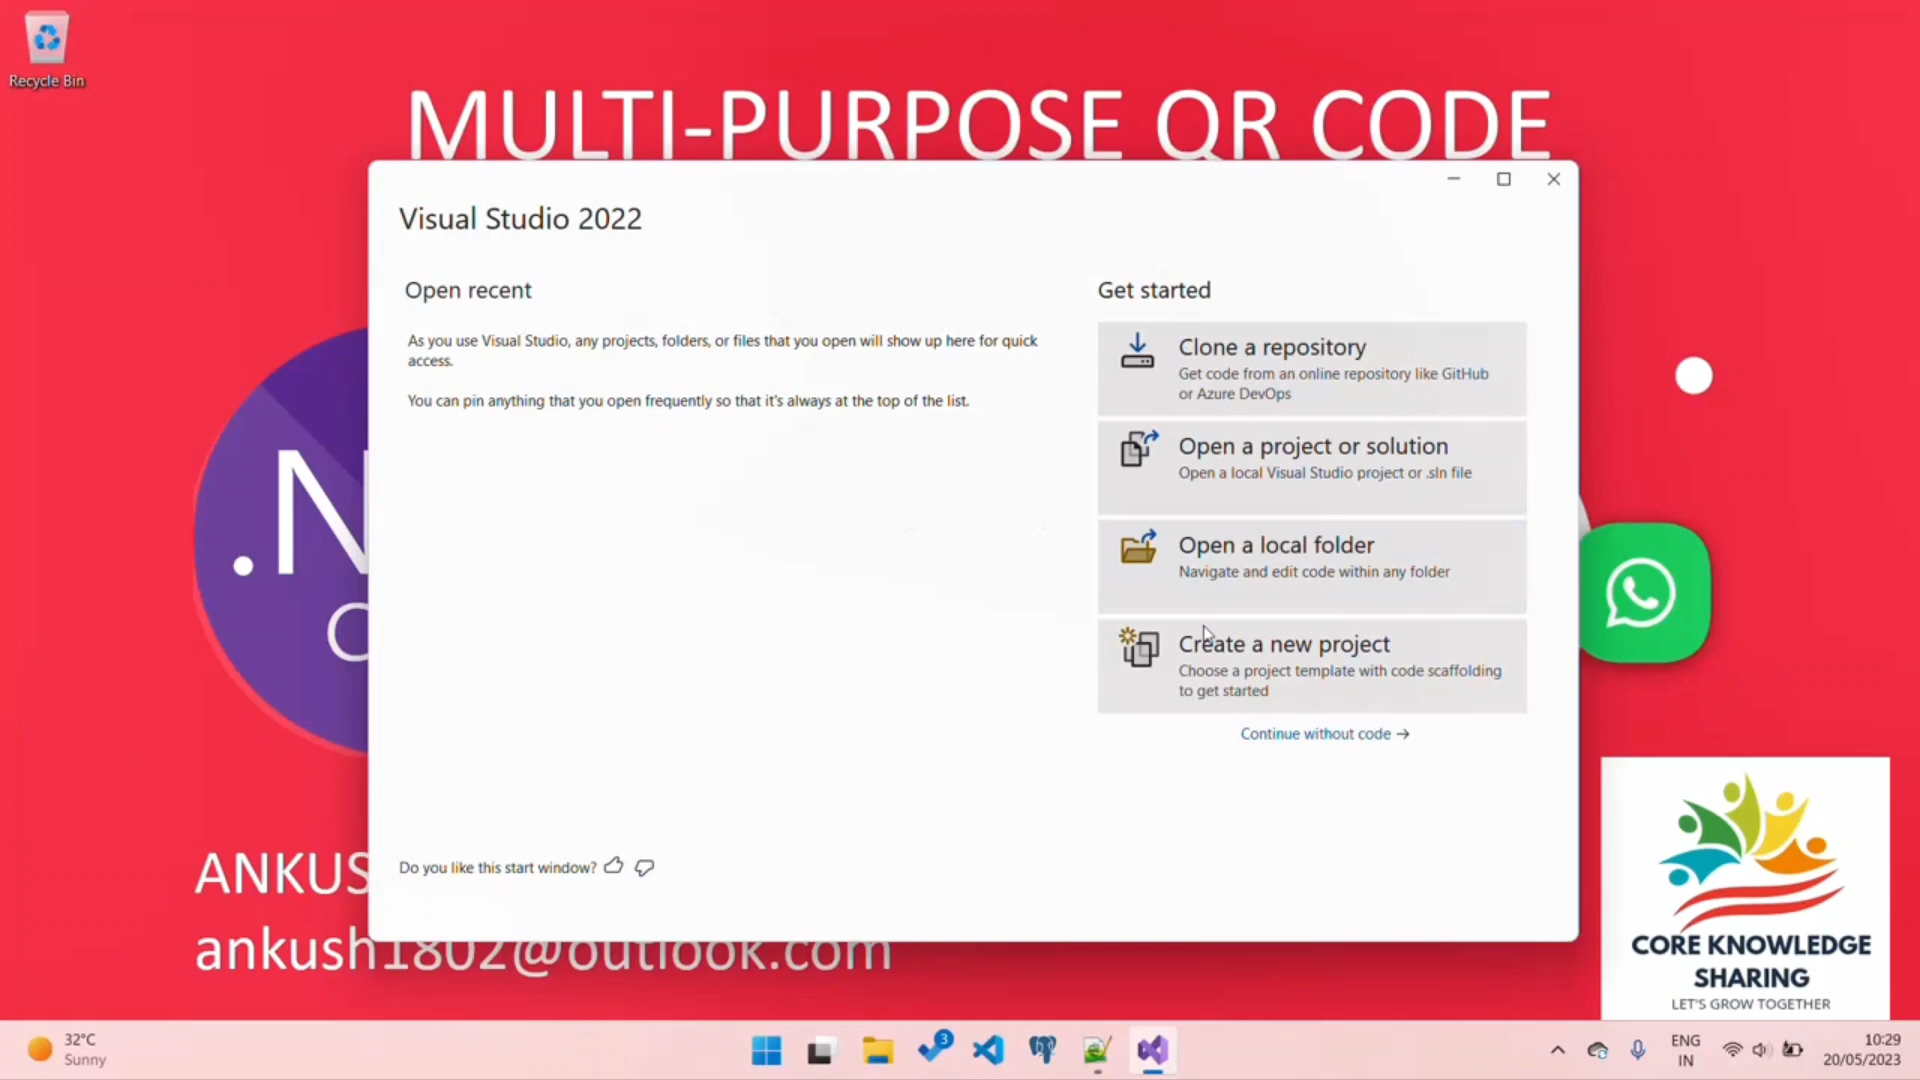 Recycle Bin
MULTI-PURPOSE QR CODE
Visual Studio 2022
Open recent
As you use Visual Studio, any projects, folders, or files that you open will show up here for quick
access.
You can pin anything that you open frequently so that it's always at the top of the list.
Get started
Clone a repository
Get code from an online repository like GitHub
or Azure DevOps
Open a project or solution
Open a local Visual Studio project or .sln file
Open a local folder
Navigate and edit code within any folder
Create a new project
Choose a project template with code scaffolding
to get started
Continue without code →
Do you like this start window?
.N
C
ANKUS
ankush1802@outlook.com
CORE KNOWLEDGE
SHARING
LET'S GROW TOGETHER
32°C
Sunny
3
ENG
IN
10:29
20/05/2023